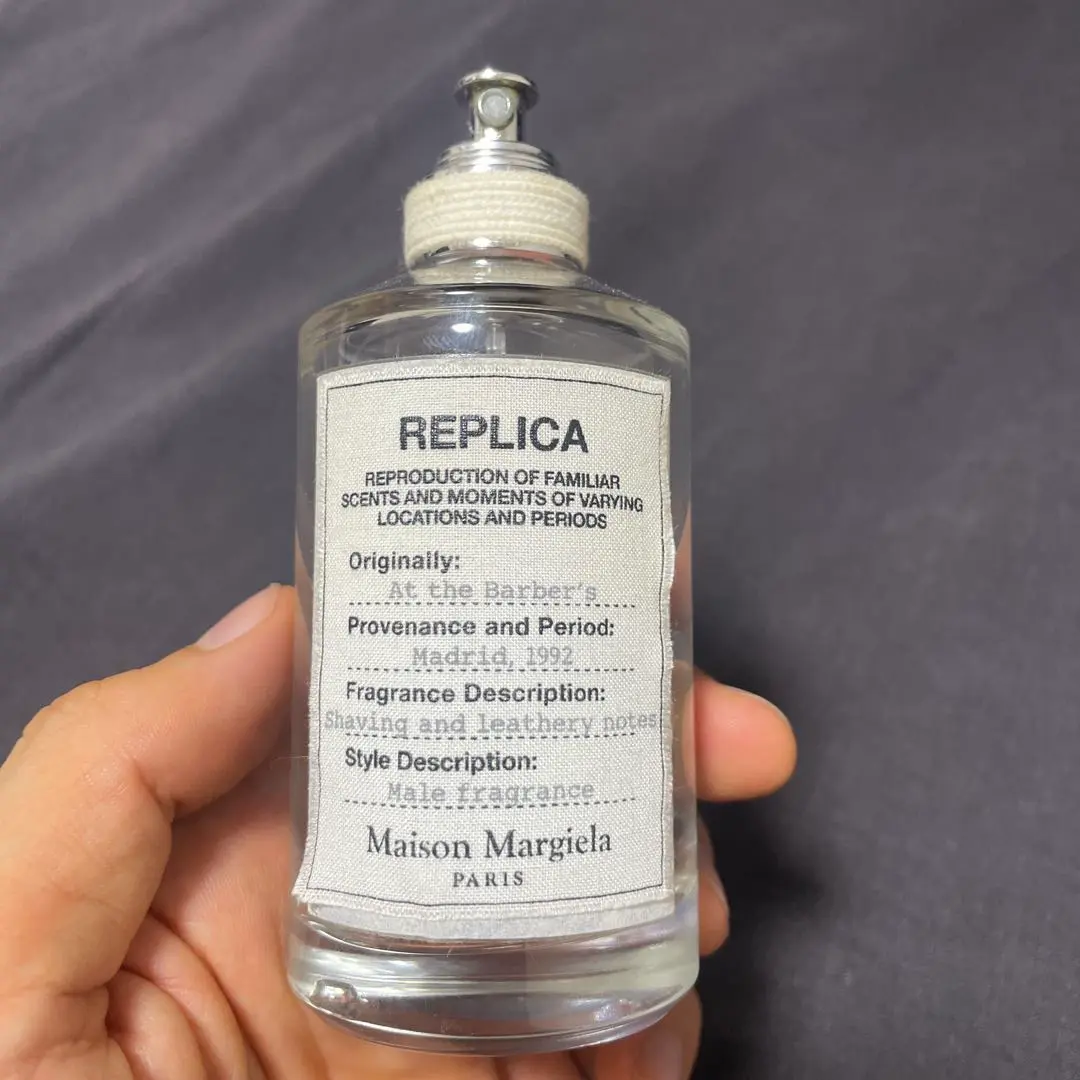 REPLICA
REPRODUCTION OF FAMILIAR
SCENTS AND MOMENTS OF VARYING
LOCATIONS AND PERIODS
Originally:
At the Barber's
Provenance and Period:
Madrid, 1992
Fragrance Description:
Shaving and leathery notes
Style Description:
Male fragrance
Maison Margiela
PARIS